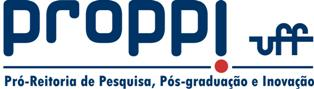 proppi uff
Pró-Reitoria de Pesquisa, Pós-graduação e Inovação